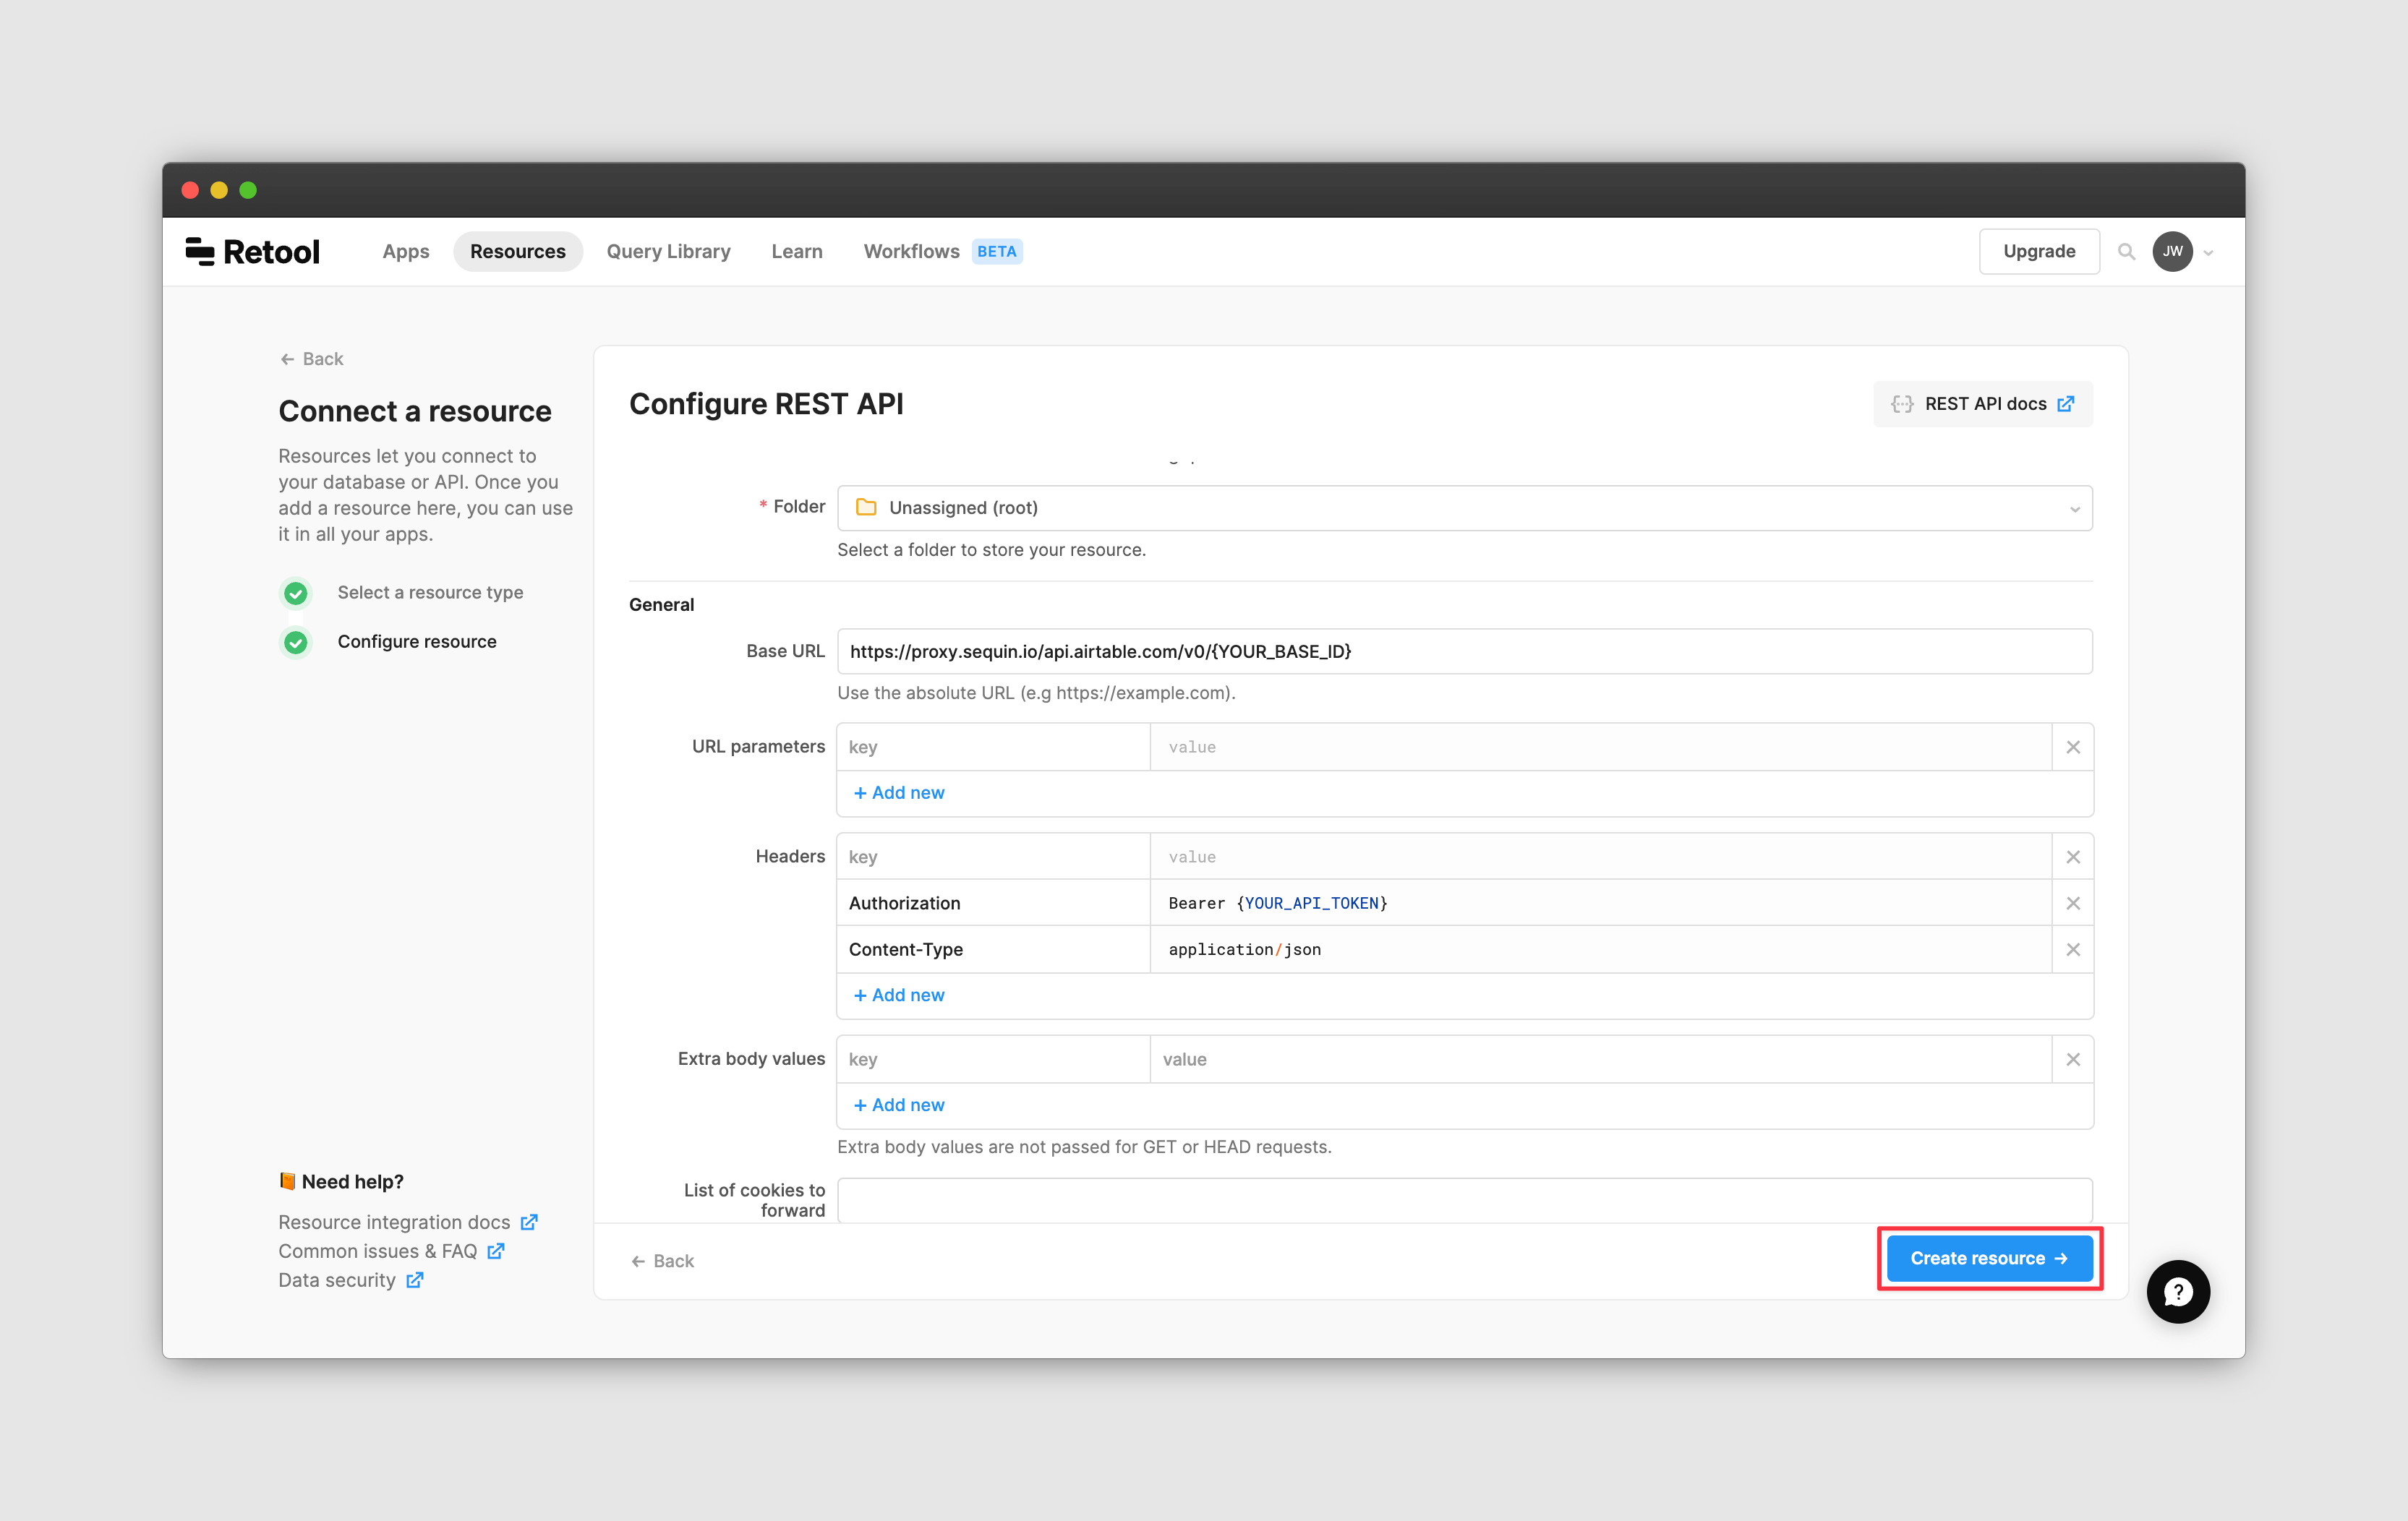 Retool
Apps
Resources
Query Library
Learn
Workflows BETA
Upgrade
JW
← Back
Connect a resource
Resources let you connect to
your database or API. Once you
add a resource here, you can use
it in all your apps.
Select a resource type
Configure resource
Need help?
Resource integration docs
Common issues & FAQ
Data security
Configure REST API
REST API docs
* Folder
Unassigned (root)
Select a folder to store your resource.
General
Base URL
https://proxy.sequin.io/api.airtable.com/v0/{YOUR_BASE_ID}
Use the absolute URL (e.g https://example.com).
URL parameters
key
value
+ Add new
Headers
key
value
Authorization
Bearer {YOUR_API_TOKEN}
Content-Type
application/json
+ Add new
Extra body values
key
value
+ Add new
Extra body values are not passed for GET or HEAD requests.
List of cookies to
forward
← Back
Create resource →